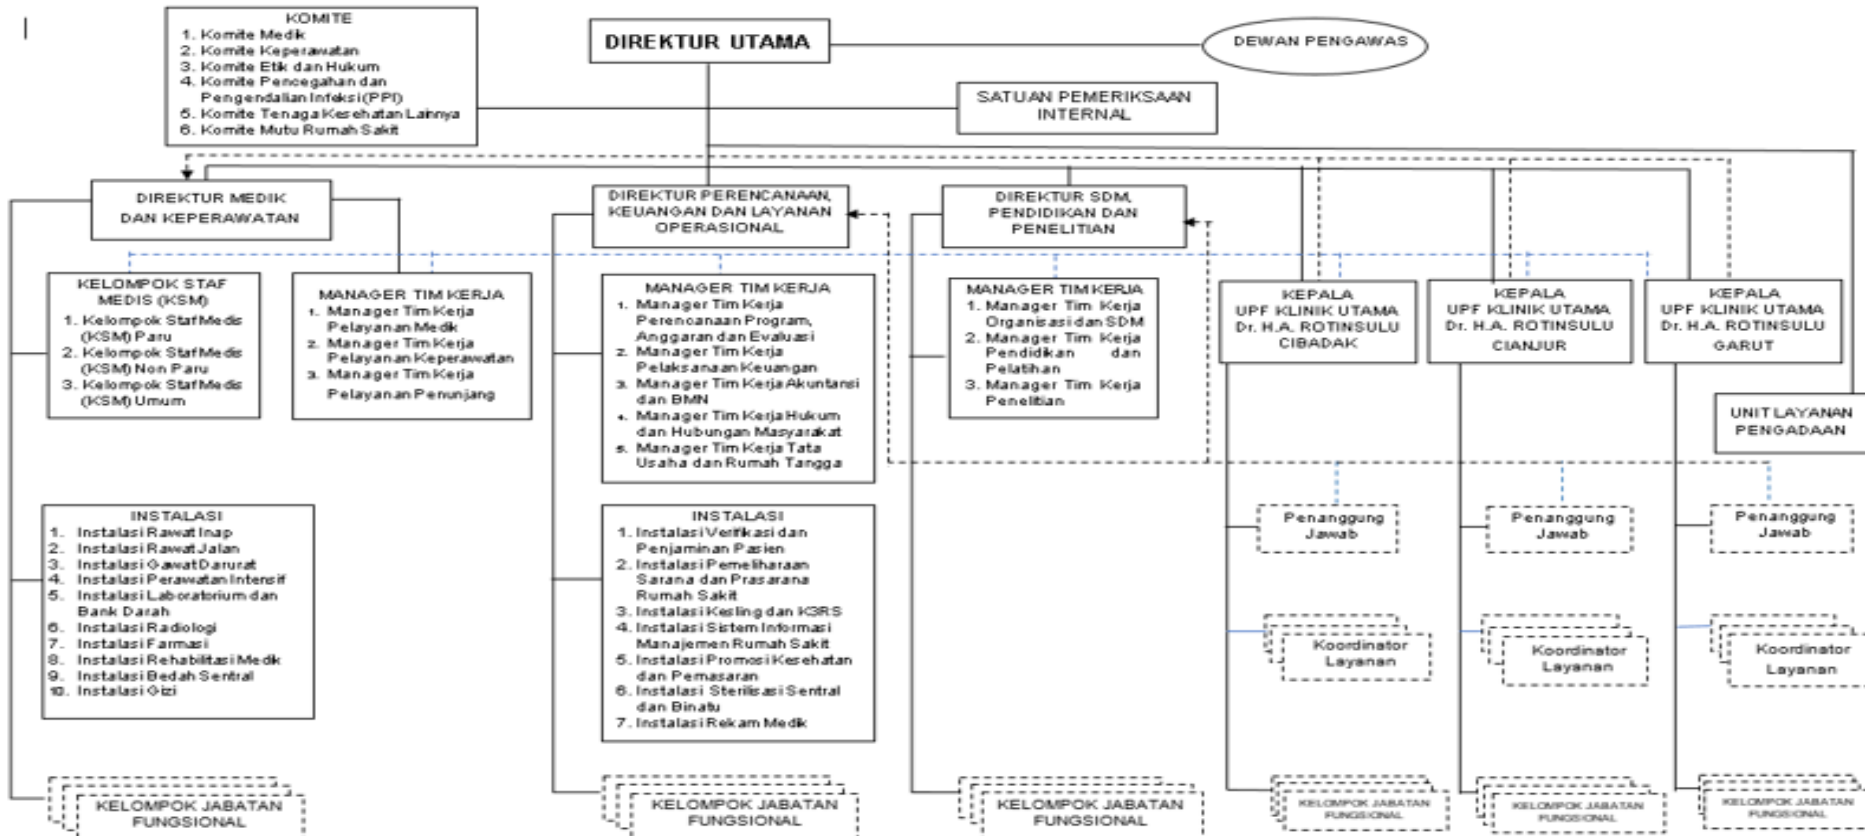 KOMITE
1. Komite Medik
2. Komite Keperawatan
3. Komite Etik dan Hukum
4. Komite Pencegahan dan
Pengendalian Infeksi (PPI)
5. Komite Tenaga Kesehatan Lainnya
6. Komite Mutu Rumah Sakit
DIREKTUR UTAMA
DEWAN PENGAWAS
SATUAN PEMERIKSAAN
INTERNAL
DIREKTUR MEDIK
DAN KEPERAWATAN
DIREKTUR PERENCANAAN,
KEUANGAN DAN LAYANAN
OPERASIONAL
DIREKTUR SDM,
PENDIDIKAN DAN
PENELITIAN
KELOMPOK STAF
MEDIS (KSM)
1. Kelompok Staf Medis
(KSM) Paru
2. Kelompok Staf Medis
(KSM) Non Paru
3. Kelompok Staf Medis
(KSM) Umum
MANAGER TIM KERJA
1. Manager Tim Kerja
Pelayanan Medik
2. Manager Tim Kerja
Pelayanan Keperawatan
3. Manager Tim Kerja
Pelayanan Penunjang
MANAGER TIM KERJA
1. Manager Tim Kerja
Perencanaan Program,
Anggaran dan Evaluasi
2. Manager Tim Kerja
Pelaksanaan Keuangan
3. Manager Tim Kerja Akuntansi
dan BMN
4. Manager Tim Kerja Hukum
dan Hubungan Masyarakat
5. Manager Tim Kerja Tata
Usaha dan Rumah Tangga
MANAGER TIM KERJA
1. Manager Tim Kerja
Organisasi dan SDM
2. Manager Tim Kerja
Pendidikan dan
Pelatihan
3. Manager Tim Kerja
Penelitian
KEPALA
UPF KLINIK UTAMA
Dr. H.A. ROTINSULU
CIBADAK
KEPALA
UPF KLINIK UTAMA
Dr. H.A. ROTINSULU
CIANJUR
KEPALA
UPF KLINIK UTAMA
Dr. H.A. ROTINSULU
GARUT
UNIT LAYANAN
PENGADAAN
INSTALASI
1. Instalasi Rawat Inap
2. Instalasi Rawat Jalan
3. Instalasi Gawat Darurat
4. Instalasi Perawatan Intensif
5. Instalasi Laboratorium dan
Bank Darah
6. Instalasi Radiologi
7. Instalasi Farmasi
8. Instalasi Rehabilitasi Medik
9. Instalasi Bedah Sentral
10. Instalasi Gizi
INSTALASI
1. Instalasi Verifikasi dan
Penjaminan Pasien
2. Instalasi Pemeliharaan
Sarana dan Prasarana
Rumah Sakit
3. Instalasi Kesling dan K3RS
4. Instalasi Sistem Informasi
Manajemen Rumah Sakit
5. Instalasi Promosi Kesehatan
dan Pemasaran
6. Instalasi Sterilisasi Sentral
dan Binatu
7. Instalasi Rekam Medik
Penanggung
Jawab
Penanggung
Jawab
Penanggung
Jawab
Koordinator
Layanan
Koordinator
Layanan
Koordinator
Layanan
KELOMPOK JABATAN
FUNGSIONAL
KELOMPOK JABATAN
FUNGSIONAL
KELOMPOK JABATAN
FUNGSIONAL
KELOMPOK JABATAN
FUNGSIONAL
KELOMPOK JABATAN
FUNGSIONAL
KELOMPOK JABATAN
FUNGSIONAL